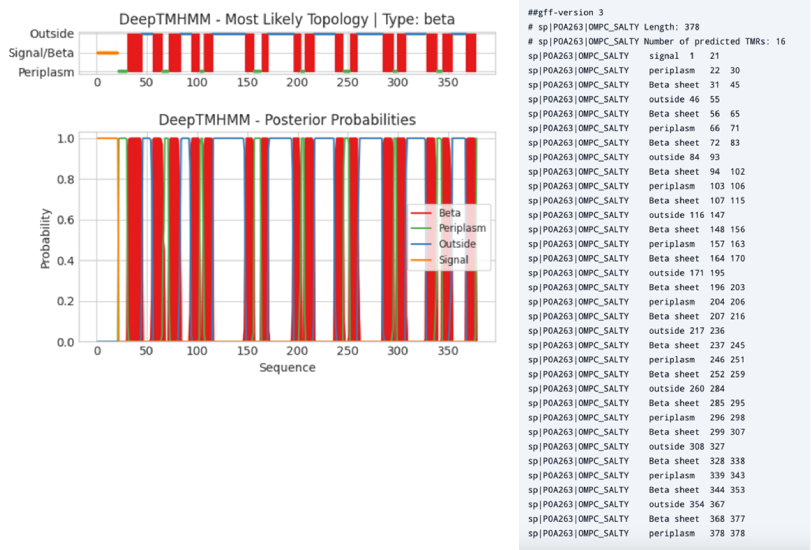 DeepTMHMM - Most Likely Topology | Type: beta
Outside
Signal/Beta
Periplasm
0 50 100 150 200 250 300 350
DeepTMHMM - Posterior Probabilities
1.0
0.8
0.6
0.4
0.2
0.0
Probability
Beta
Periplasm
Outside
Signal
0 50 100 150 200 250 300 350
Sequence
##gff-version 3
# sp|P0A263|OMPC_SALTY Length: 378
# sp|P0A263|OMPC_SALTY Number of predicted TMRs: 16
sp|P0A263|OMPC_SALTY signal 1 21
sp|P0A263|OMPC_SALTY periplasm 22 30
sp|P0A263|OMPC_SALTY Beta sheet 31 45
sp|P0A263|OMPC_SALTY outside 46 55
sp|P0A263|OMPC_SALTY Beta sheet 56 65
sp|P0A263|OMPC_SALTY periplasm 66 71
sp|P0A263|OMPC_SALTY Beta sheet 72 83
sp|P0A263|OMPC_SALTY outside 84 93
sp|P0A263|OMPC_SALTY Beta sheet 94 102
sp|P0A263|OMPC_SALTY periplasm 103 106
sp|P0A263|OMPC_SALTY Beta sheet 107 115
sp|P0A263|OMPC_SALTY outside 116 147
sp|P0A263|OMPC_SALTY Beta sheet 148 156
sp|P0A263|OMPC_SALTY periplasm 157 163
sp|P0A263|OMPC_SALTY Beta sheet 164 170
sp|P0A263|OMPC_SALTY outside 171 195
sp|P0A263|OMPC_SALTY Beta sheet 196 203
sp|P0A263|OMPC_SALTY periplasm 204 206
sp|P0A263|OMPC_SALTY Beta sheet 207 216
sp|P0A263|OMPC_SALTY outside 217 236
sp|P0A263|OMPC_SALTY Beta sheet 237 245
sp|P0A263|OMPC_SALTY periplasm 246 251
sp|P0A263|OMPC_SALTY Beta sheet 252 259
sp|P0A263|OMPC_SALTY outside 260 284
sp|P0A263|OMPC_SALTY Beta sheet 285 295
sp|P0A263|OMPC_SALTY periplasm 296 298
sp|P0A263|OMPC_SALTY Beta sheet 299 307
sp|P0A263|OMPC_SALTY outside 308 327
sp|P0A263|OMPC_SALTY Beta sheet 328 338
sp|P0A263|OMPC_SALTY periplasm 339 343
sp|P0A263|OMPC_SALTY Beta sheet 344 353
sp|P0A263|OMPC_SALTY outside 354 367
sp|P0A263|OMPC_SALTY Beta sheet 368 377
sp|P0A263|OMPC_SALTY periplasm 378 378